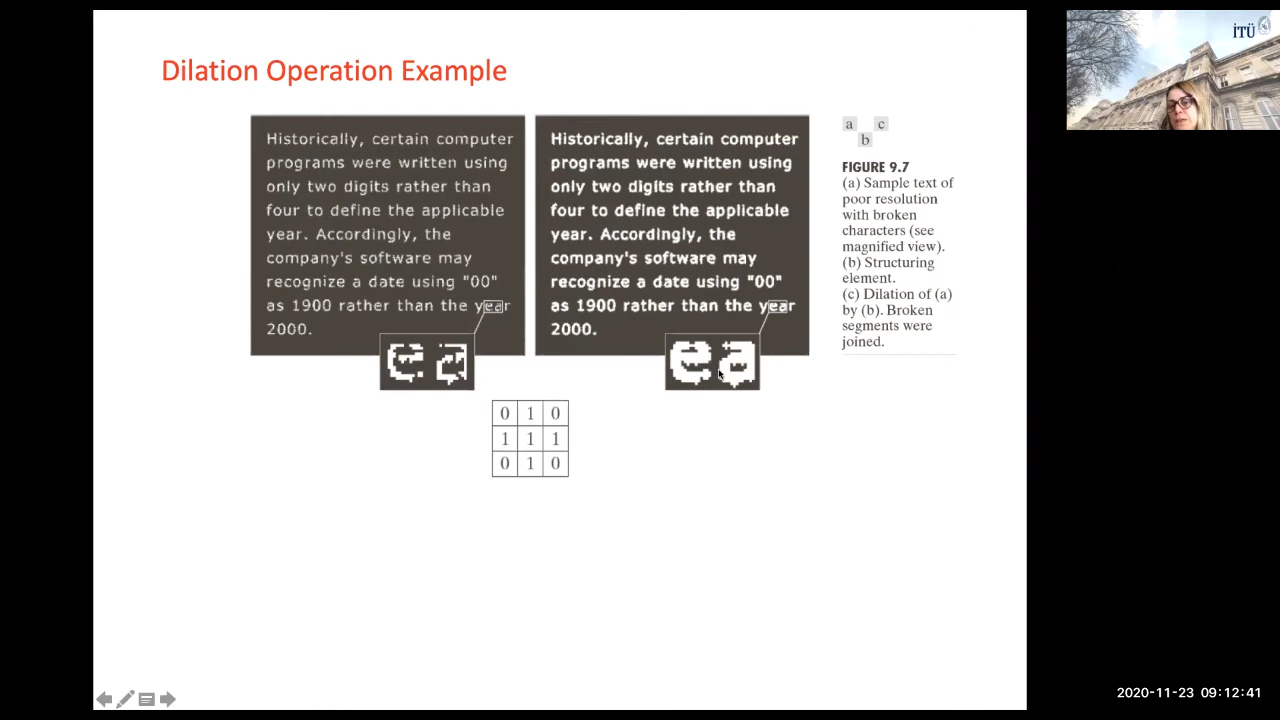 Dilation Operation Example
Historically, certain computer
programs were written using
only two digits rather than
four to define the applicable
year. Accordingly, the
company's software may
recognize a date using "00"
as 1900 rather than the year
2000.
e a
Historically, certain computer
programs were written using
only two digits rather than
four to define the applicable
year. Accordingly, the
company's software may
recognize a date using "00"
as 1900 rather than the year
2000.
ea
0 1 0
1 1 1
0 1 0
a c
b
FIGURE 9.7
(a) Sample text of
poor resolution
with broken
characters (see
magnified view).
(b) Structuring
element.
(c) Dilation of (a)
by (b). Broken
segments were
joined.
İTÜ
2020-11-23 09:12:41